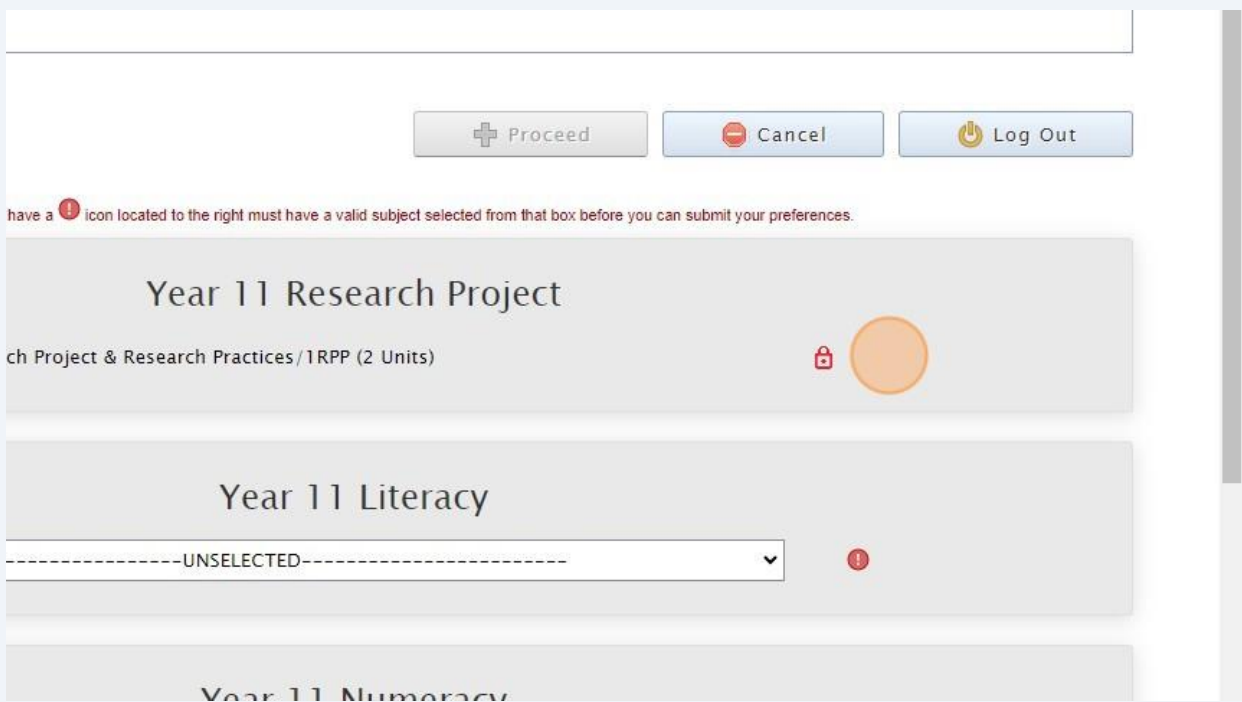 Proceed Cancel Log Out
have a icon located to the right must have a valid subject selected from that box before you can submit your preferences.
Year 11 Research Project
ch Project & Research Practices/1RPP (2 Units)
Year 11 Literacy
----------------UNSELECTED------------------------
Year 11 Numeracy